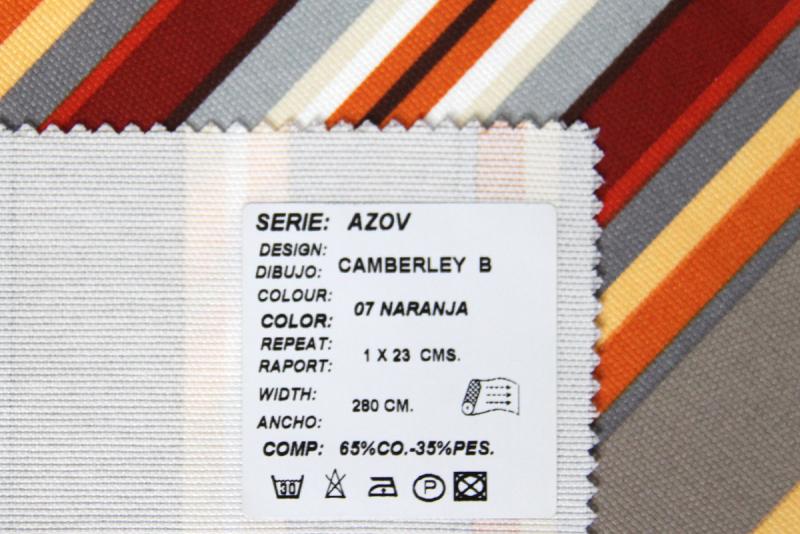 SERIE: AZOV
DESIGN:
DIBUJO: CAMBERLEY B
COLOUR:
COLOR: 07 NARANJA
REPEAT:
RAPORT: 1 X 23 CMS.
WIDTH:
ANCHO: 280 CM.
COMP: 65%CO.-35%PES.
30 P